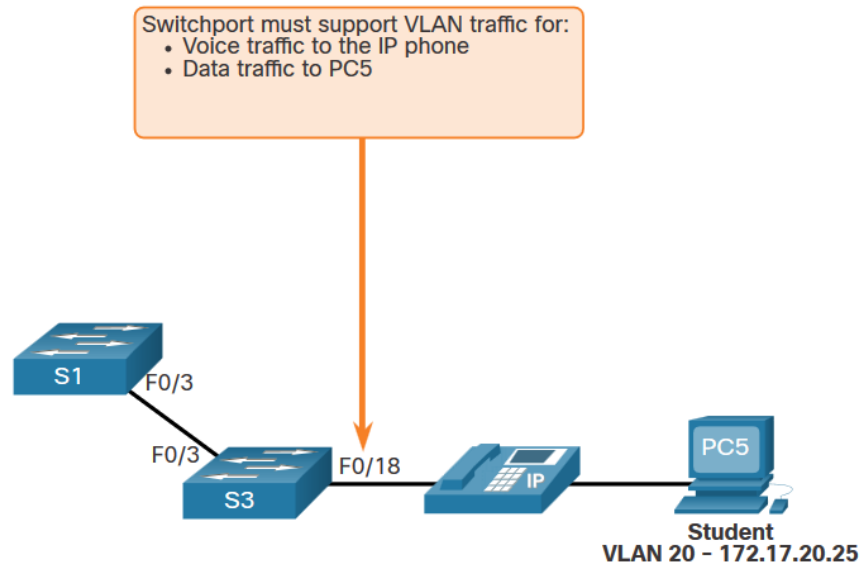 Switchport must support VLAN traffic for:
• Voice traffic to the IP phone
• Data traffic to PC5
S1
F0/3
F0/3
S3
F0/18
IP
PC5
Student
VLAN 20 – 172.17.20.25